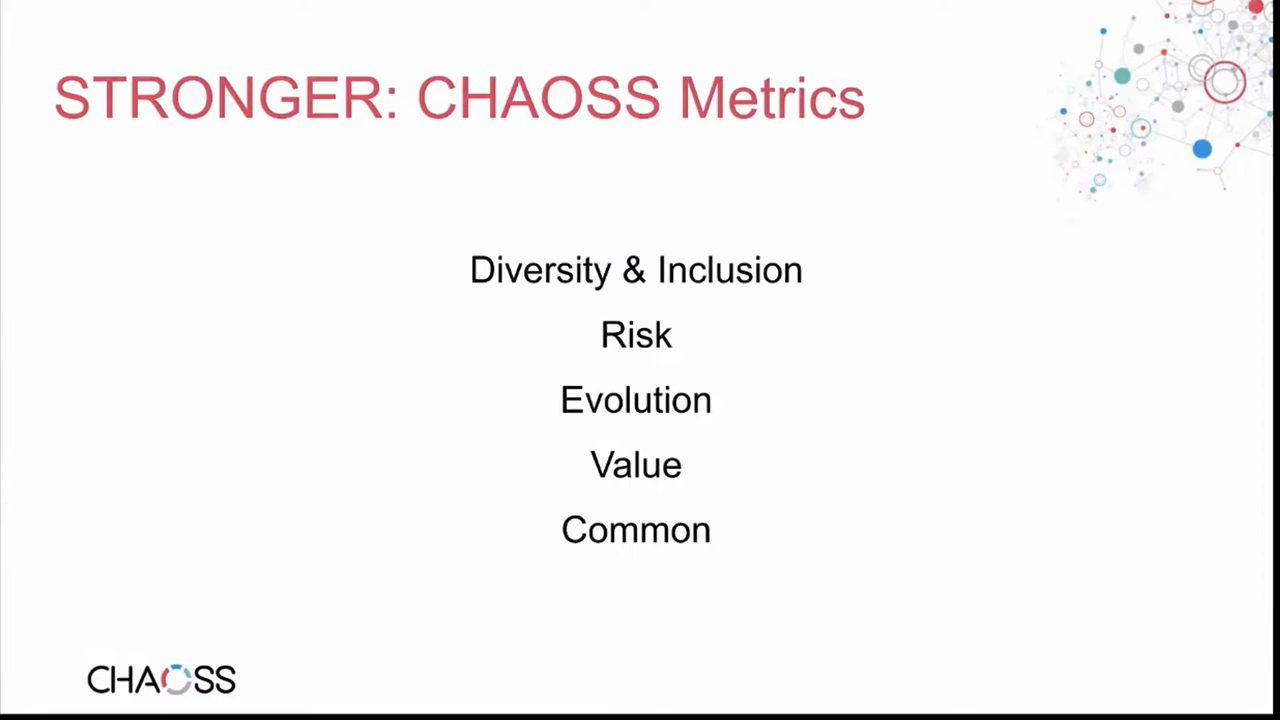 STRONGER: CHAOSS Metrics
Diversity & Inclusion
Risk
Evolution
Value
Common
CHAOSS